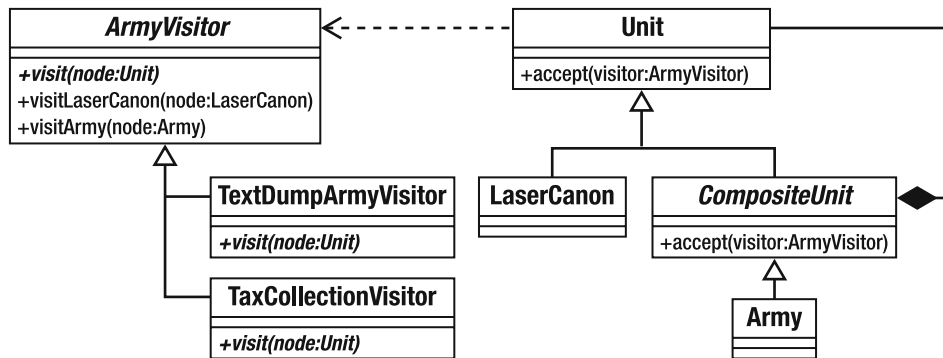 ArmyVisitor
+visit(node:Unit)
+visitLaserCanon(node:LaserCanon)
+visitArmy(node:Army)
Unit
+accept(visitor:ArmyVisitor)
TextDumpArmyVisitor
+visit(node:Unit)
TaxCollectionVisitor
+visit(node:Unit)
LaserCanon
CompositeUnit
+accept(visitor:ArmyVisitor)
Army